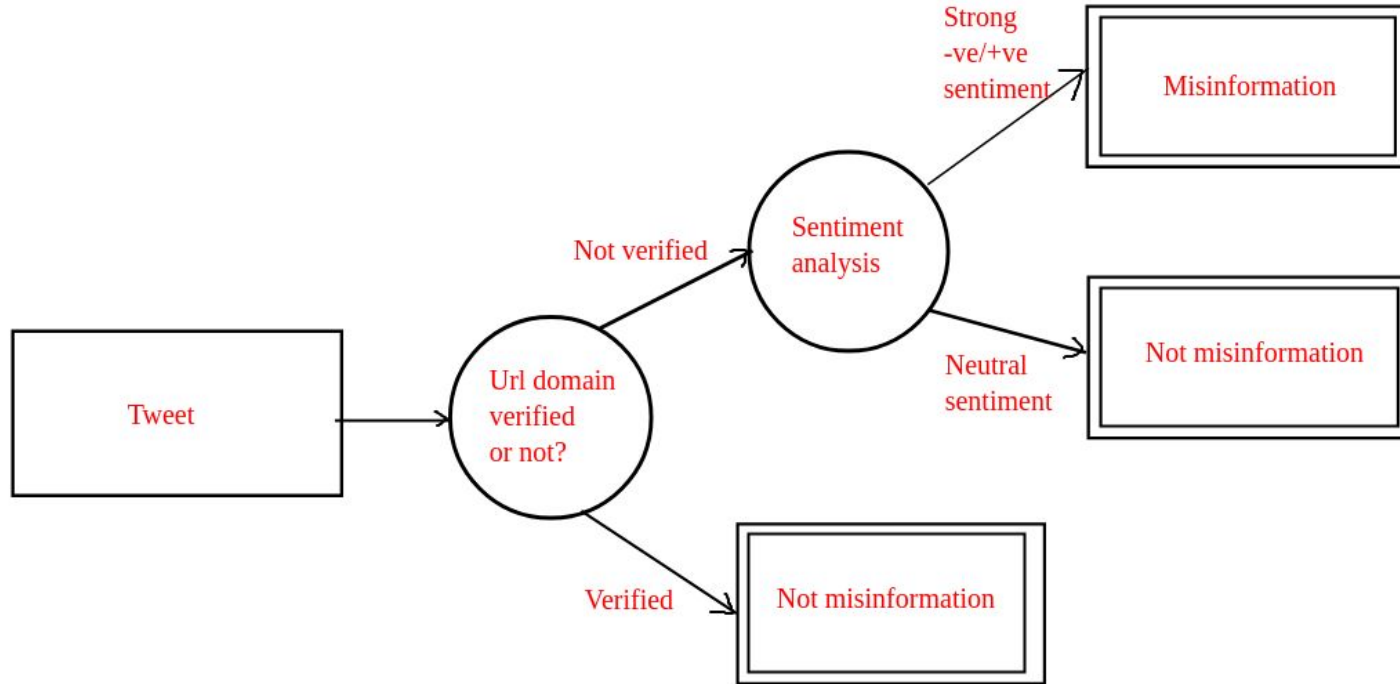 Strong
-ve/+ve
sentiment
Misinformation
Sentiment
analysis
Not verified
Not misinformation
Neutral
sentiment
Tweet
Url domain
verified
or not?
Verified
Not misinformation